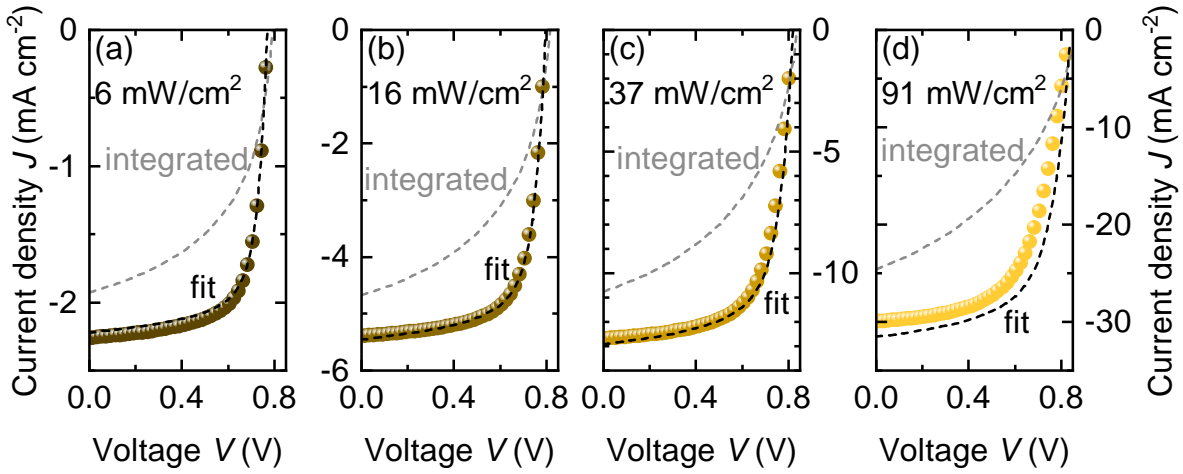 (a)
6 mW/cm²
integrated
fit
0
-1
-2
0.0 0.4 0.8
Voltage V (V)
Current density J (mA cm⁻²)
(b)
16 mW/cm²
integrated
fit
0
-2
-4
-6
0.0 0.4 0.8
Voltage V (V)
(c)
37 mW/cm²
integrated
fit
0
-5
-10
0.0 0.4 0.8
Voltage V (V)
(d)
91 mW/cm²
integrated
fit
0
-10
-20
-30
0.0 0.4 0.8
Voltage V (V)
Current density J (mA cm⁻²)